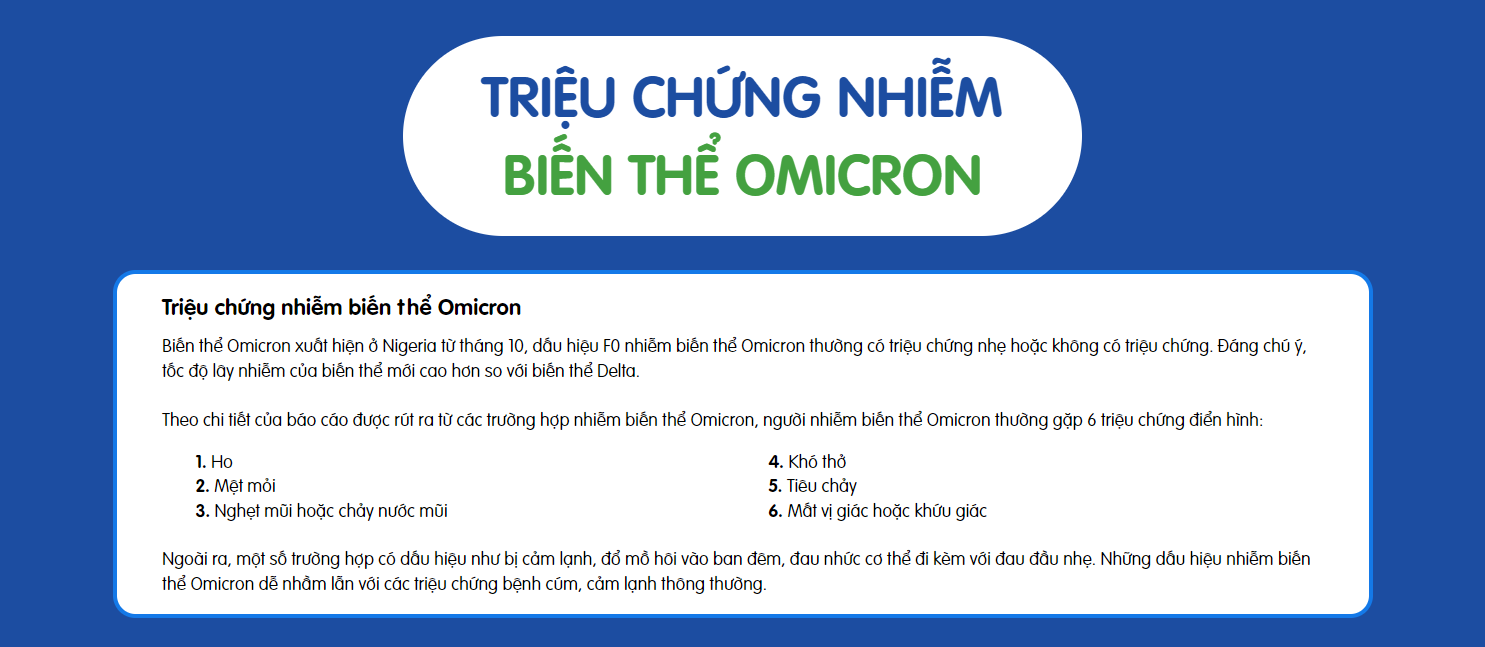 TRIỆU CHỨNG NHIỄM
BIẾN THỂ OMICRON
Triệu chứng nhiễm biến thể Omicron
Biến thể Omicron xuất hiện ở Nigeria từ tháng 10, dấu hiệu F0 nhiễm biến thể Omicron thường có triệu chứng nhẹ hoặc không có triệu chứng. Đáng chú ý,
tốc độ lây nhiễm của biến thể mới cao hơn so với biến thể Delta.
Theo chi tiết của báo cáo được rút ra từ các trường hợp nhiễm biến thể Omicron, người nhiễm biến thể Omicron thường gặp 6 triệu chứng điển hình:
1. Ho
2. Mệt mỏi
3. Nghẹt mũi hoặc chảy nước mũi
4. Khó thở
5. Tiêu chảy
6. Mất vị giác hoặc khứu giác
Ngoài ra, một số trường hợp có dấu hiệu như bị cảm lạnh, đổ mồ hôi vào ban đêm, đau nhức cơ thể đi kèm với đau đầu nhẹ. Những dấu hiệu nhiễm biến
thể Omicron dễ nhầm lẫn với các triệu chứng bệnh cúm, cảm lạnh thông thường.